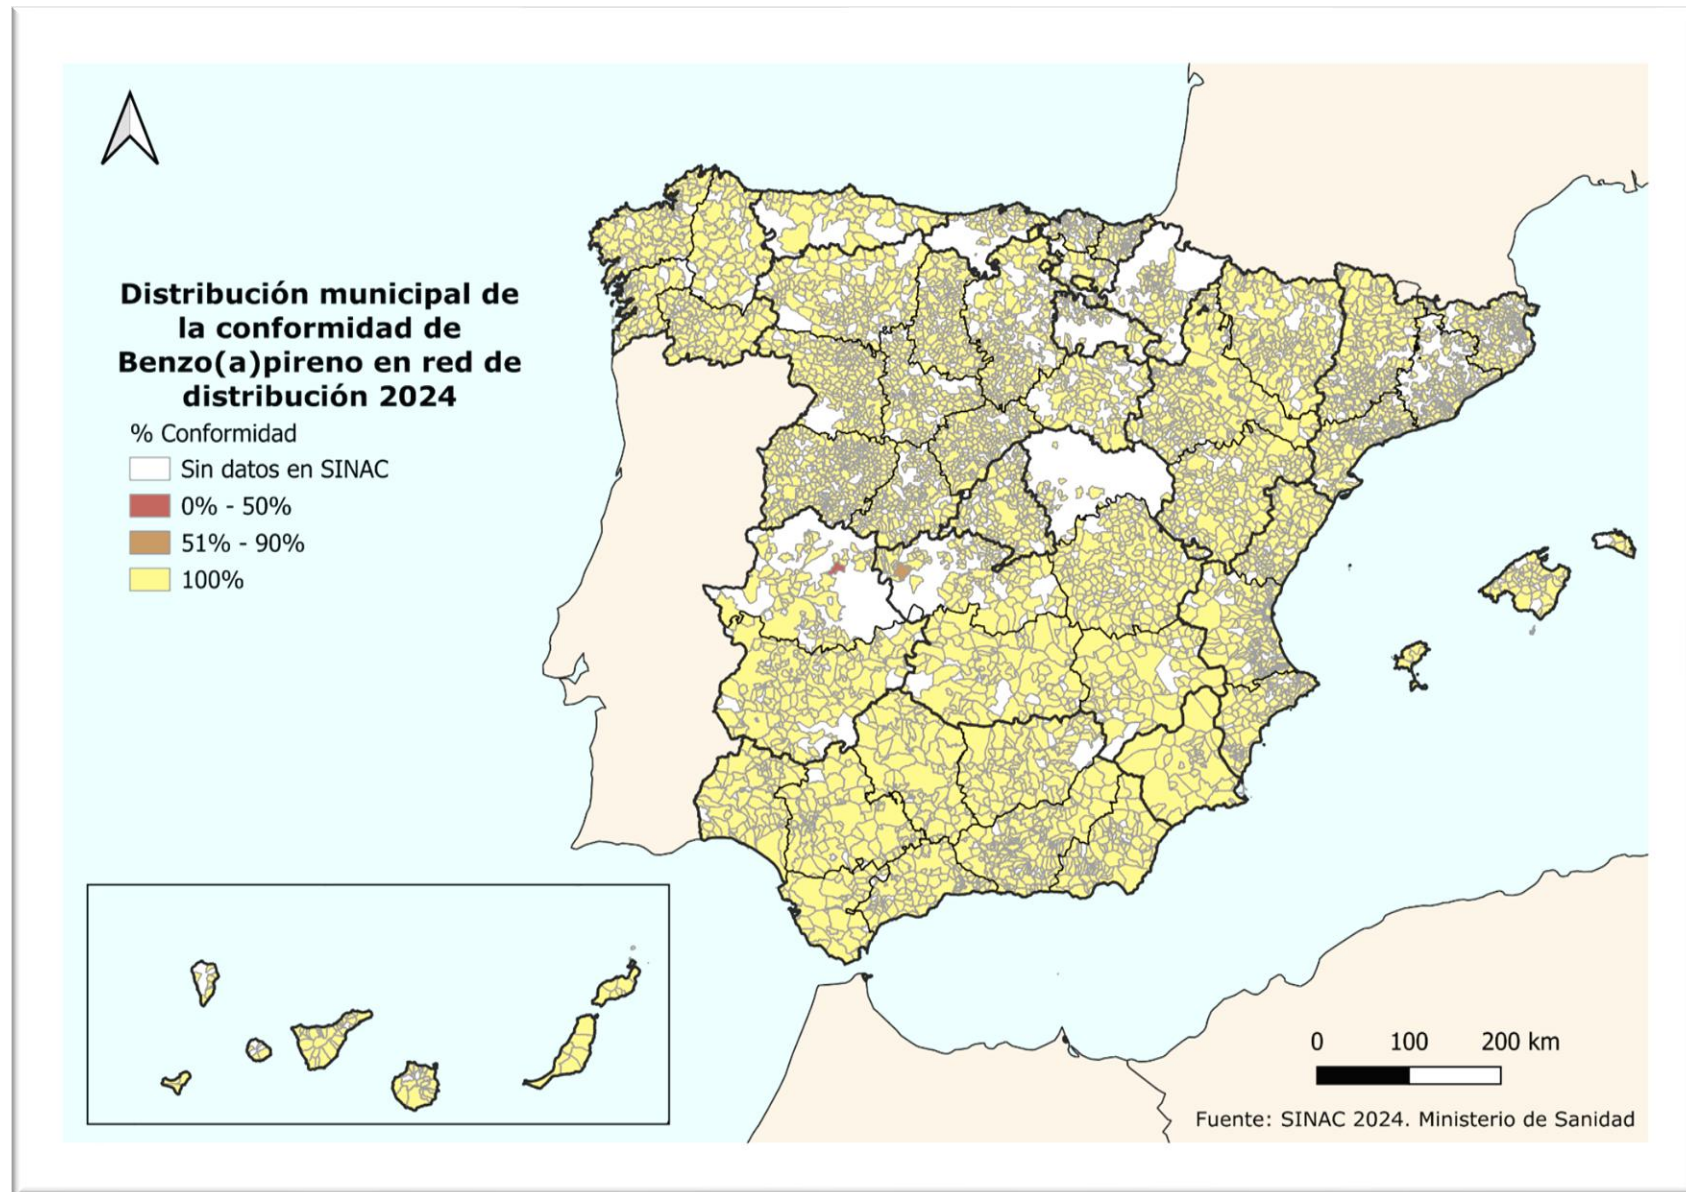 Distribución municipal de
la conformidad de
Benzo(a)pireno en red de
distribución 2024
% Conformidad
Sin datos en SINAC
0% - 50%
51% - 90%
100%
0 100 200 km
Fuente: SINAC 2024. Ministerio de Sanidad